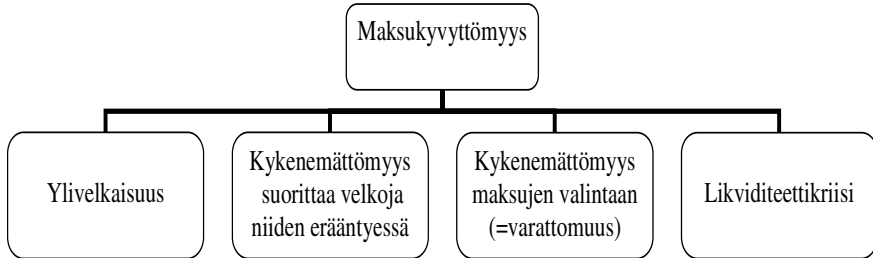 Maksukyvyttömyys
Ylivelkaisuus
Kykenemättömyys
suorittaa velkoja
niiden erääntyessä
Kykenemättömyys
maksujen valintaan
(=varattomuus)
Likviditeettikriisi